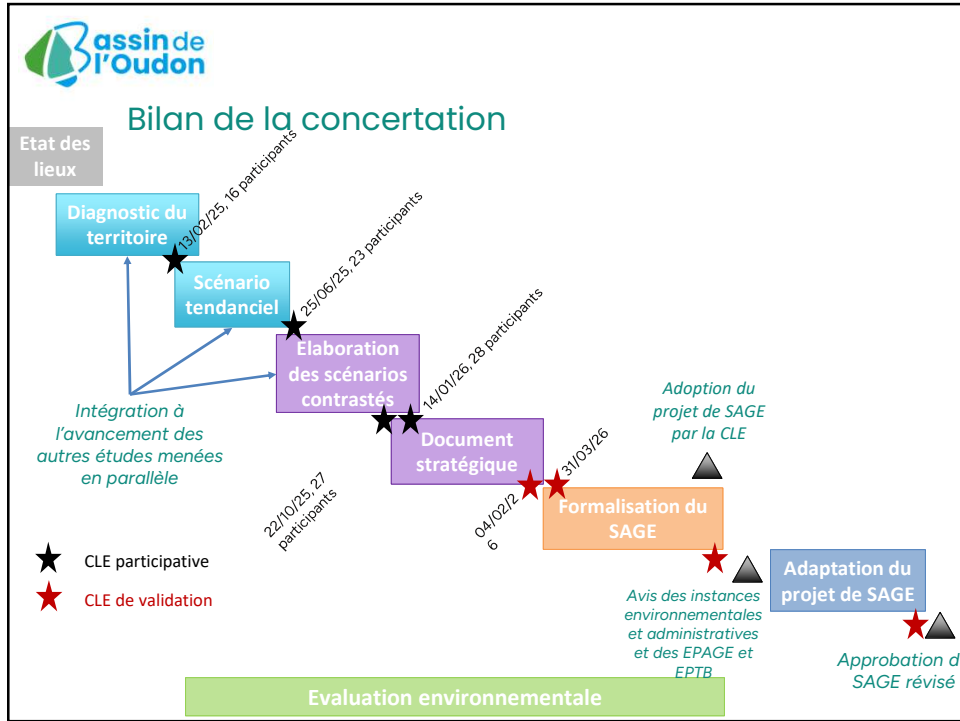 Bassin de
l'Oudon
Bilan de la concertation
Etat des
lieux
Diagnostic du
territoire
13/02/25, 16 participants
Scénario
tendanciel
25/06/25, 23 participants
Elaboration
des scénarios
contrastés
14/01/26, 28 participants
Intégration à
l'avancement des
autres études menées
en parallèle
Document
stratégique
22/10/25, 27
participants
04/02/2
6
31/03/26
Adoption du
projet de SAGE
par la CLE
Formalisation du
SAGE
CLE participative
CLE de validation
Avis des instances
environnementales
et administratives
et des EPAGE et
EPTB
Adaptation du
projet de SAGE
Approbation d
SAGE révisé
Evaluation environnementale